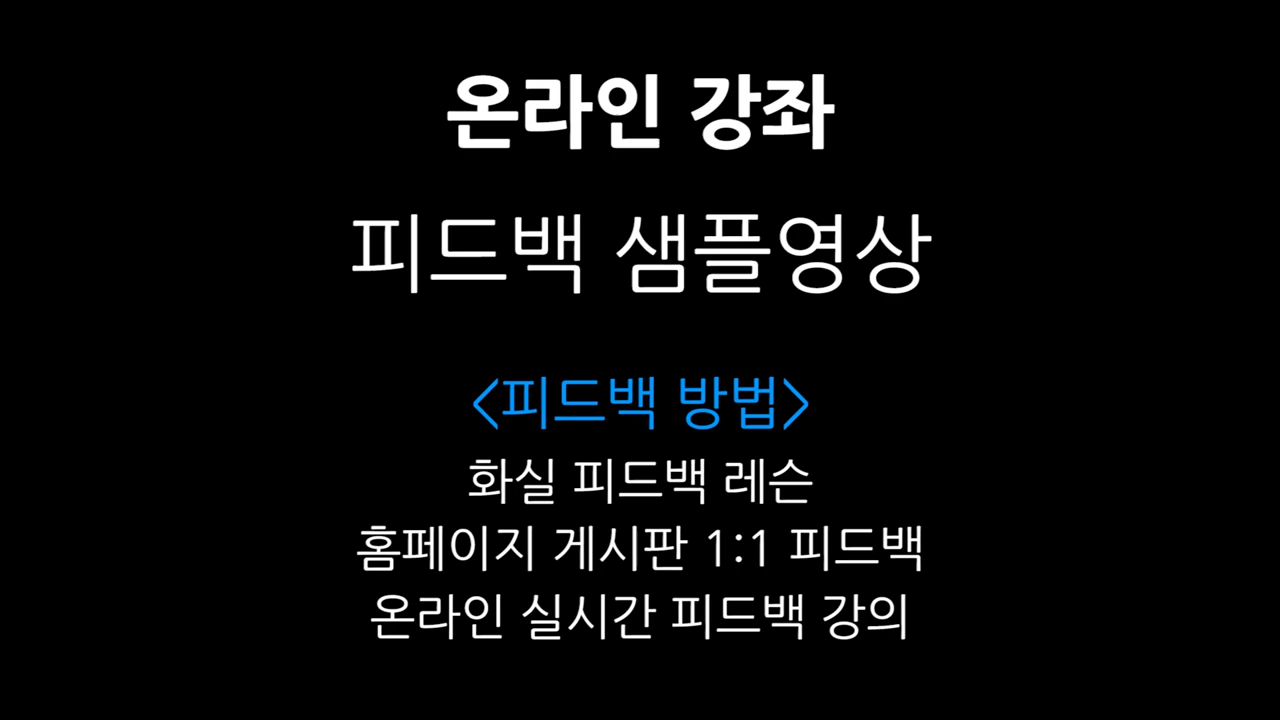 온라인 강좌
피드백 샘플영상
<피드백 방법>
화실 피드백 레슨
홈페이지 게시판 1:1 피드백
온라인 실시간 피드백 강의